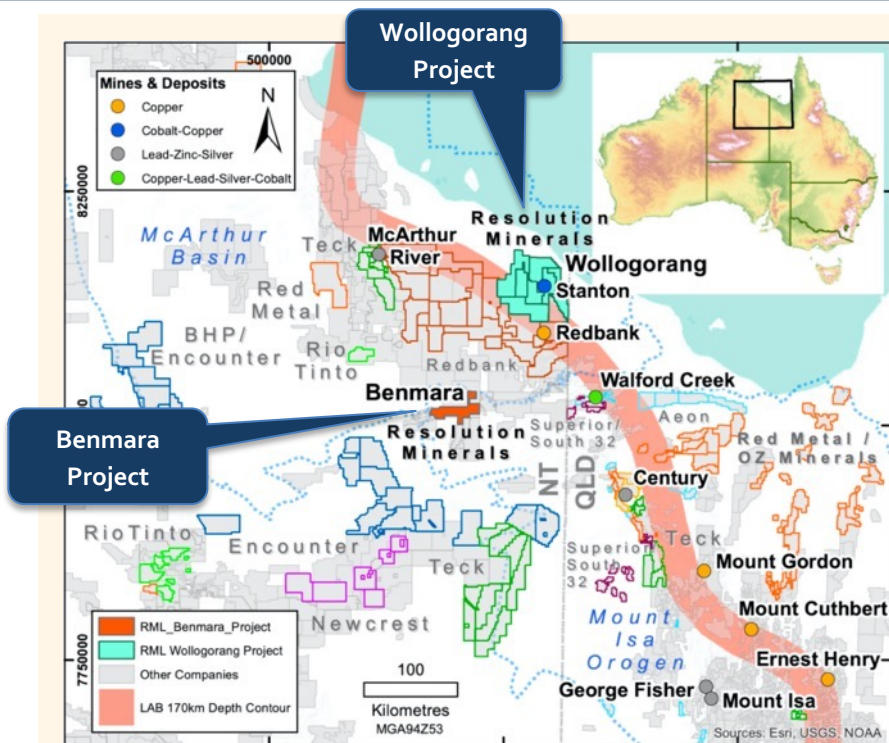 Wollogorang
Project
500000
Mines & Deposits
Copper
Cobalt-Copper
Lead-Zinc-Silver
Copper-Lead-Silver-Cobalt
N
8250000
McArthur
Basin
Teck
McArthur
River
Resolution
Minerals
Wollogorang
Stanton
Red
Metal
BHP/
Encounter
Rio
Tinto
Redbank
Redbank
Benmara
Resolution
Minerals
Walford Creek
Superior/
South 32
Aeon
Red Metal /
OZ Minerals
Benmara
Project
NT
QLD
Century
RioTinto
Encounter
Teck
Teck
Superior
South
32
Mount Gordon
Newcrest
Mount
Isa
Orogen
Mount Cuthbert
Ernest Henry
George Fisher
Mount Isa
RML_Benmara_Project
RML Wollogorang Project
Other Companies
LAB 170km Depth Contour
7750000
100
Kilometres
MGA94Z53
Sources: Esri, USGS, NOAA